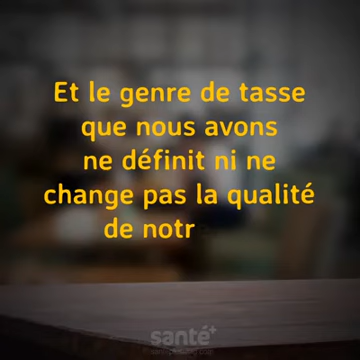 Et le genre de tasse
que nous avons
ne définit ni ne
change pas la qualité
de notr
santé+